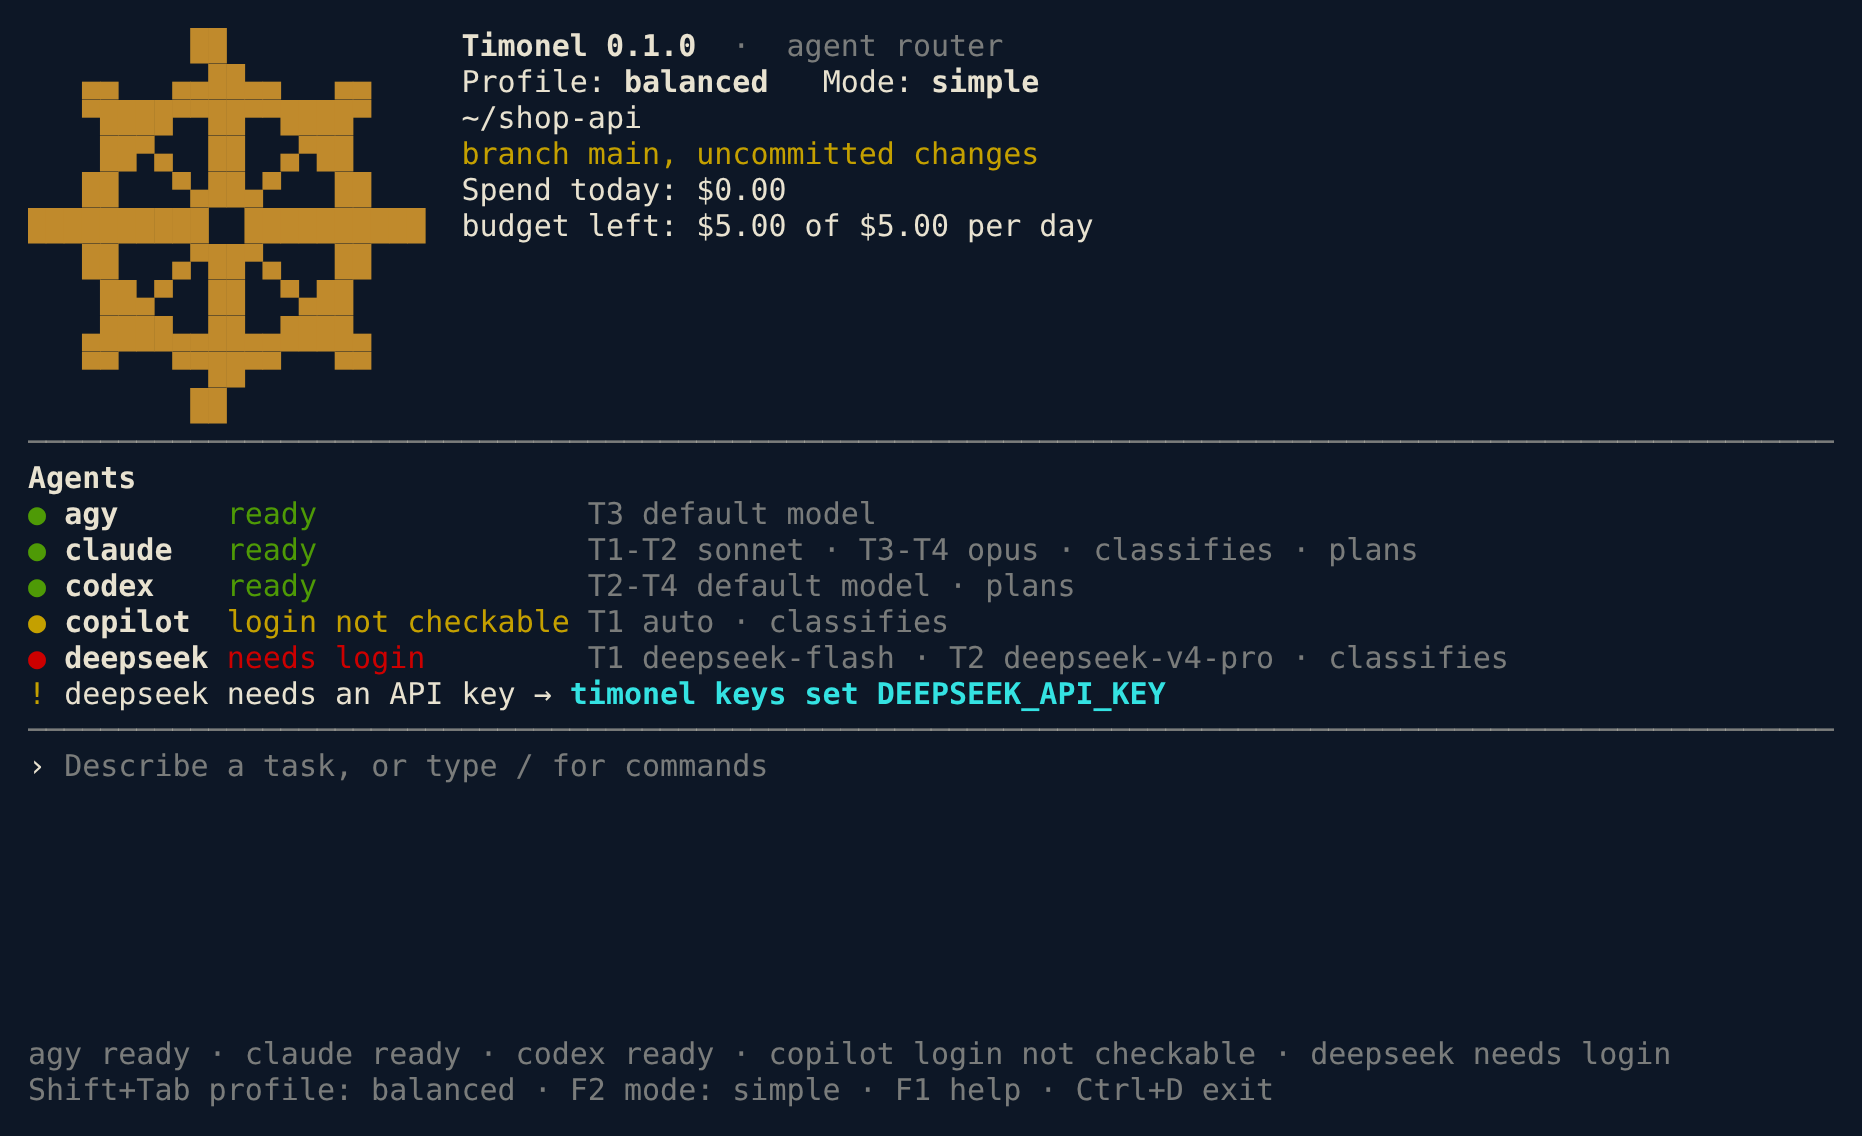 Timonel 0.1.0 · agent router
Profile: balanced Mode: simple
~/shop-api
branch main, uncommitted changes
Spend today: $0.00
budget left: $5.00 of $5.00 per day
Agents
● agy ready T3 default model
● claude ready T1-T2 sonnet · T3-T4 opus · classifies · plans
● codex ready T2-T4 default model · plans
● copilot login not checkable T1 auto · classifies
● deepseek needs login T1 deepseek-flash · T2 deepseek-v4-pro · classifies
! deepseek needs an API key → timonel keys set DEEPSEEK_API_KEY
› Describe a task, or type / for commands
agy ready · claude ready · codex ready · copilot login not checkable · deepseek needs login
Shift+Tab profile: balanced · F2 mode: simple · F1 help · Ctrl+D exit